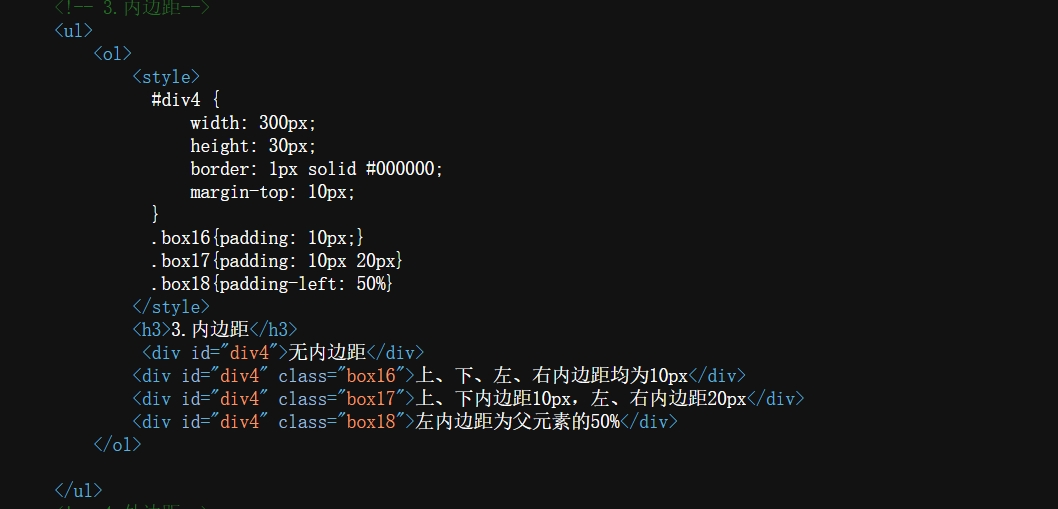 <!-- 3.内边距-->
<ul>
<ol>
<style>
#div4 {
width: 300px;
height: 30px;
border: 1px solid #000000;
margin-top: 10px;
}
.box16{padding: 10px;}
.box17{padding: 10px 20px}
.box18{padding-left: 50%}
</style>
<h3>3.内边距</h3>
<div id="div4">无内边距</div>
<div id="div4" class="box16">上、下、左、右内边距均为10px</div>
<div id="div4" class="box17">上、下内边距10px，左、右内边距20px</div>
<div id="div4" class="box18">左内边距为父元素的50%</div>
</ol>
</ul>